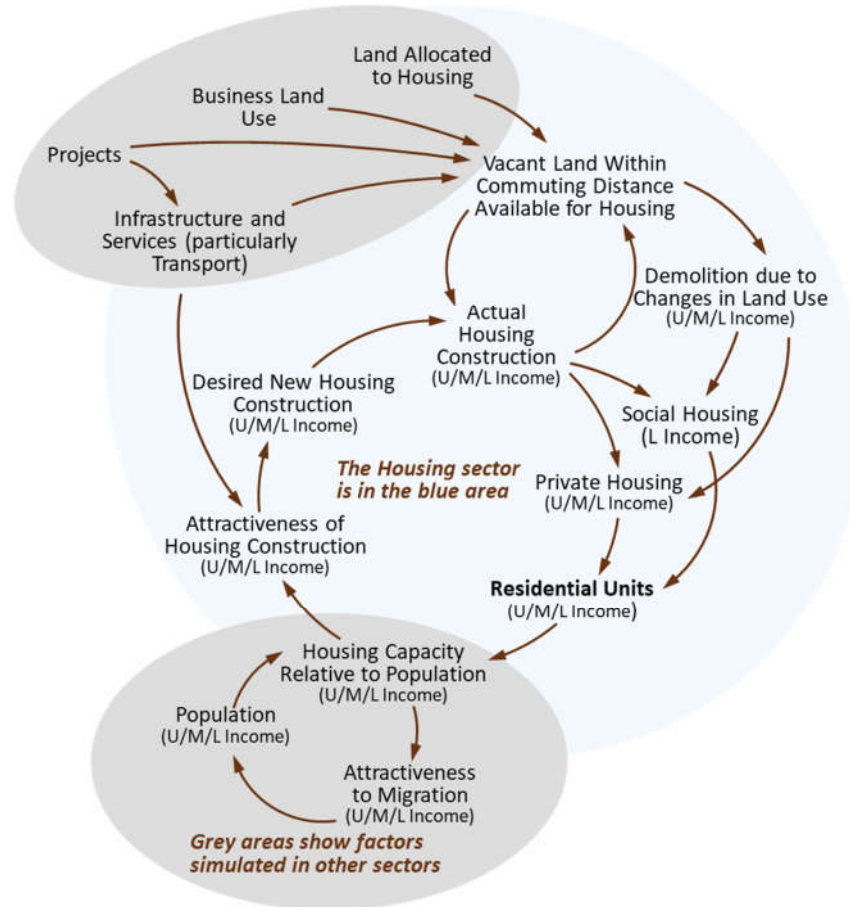 Land Allocated
to Housing
Business Land
Use
Projects
Vacant Land Within
Commuting Distance
Available for Housing
Infrastructure and
Services (particularly
Transport)
Demolition due to
Changes in Land Use
(U/M/L Income)
Actual
Housing
Construction
(U/M/L Income)
Desired New Housing
Construction
(U/M/L Income)
Social Housing
(L Income)
The Housing sector
is in the blue area
Private Housing
(U/M/L Income)
Attractiveness of
Housing Construction
(U/M/L Income)
Residential Units
(U/M/L Income)
Housing Capacity
Relative to Population
(U/M/L Income)
Population
(U/M/L Income)
Attractiveness
to Migration
(U/M/L Income)
Grey areas show factors
simulated in other sectors